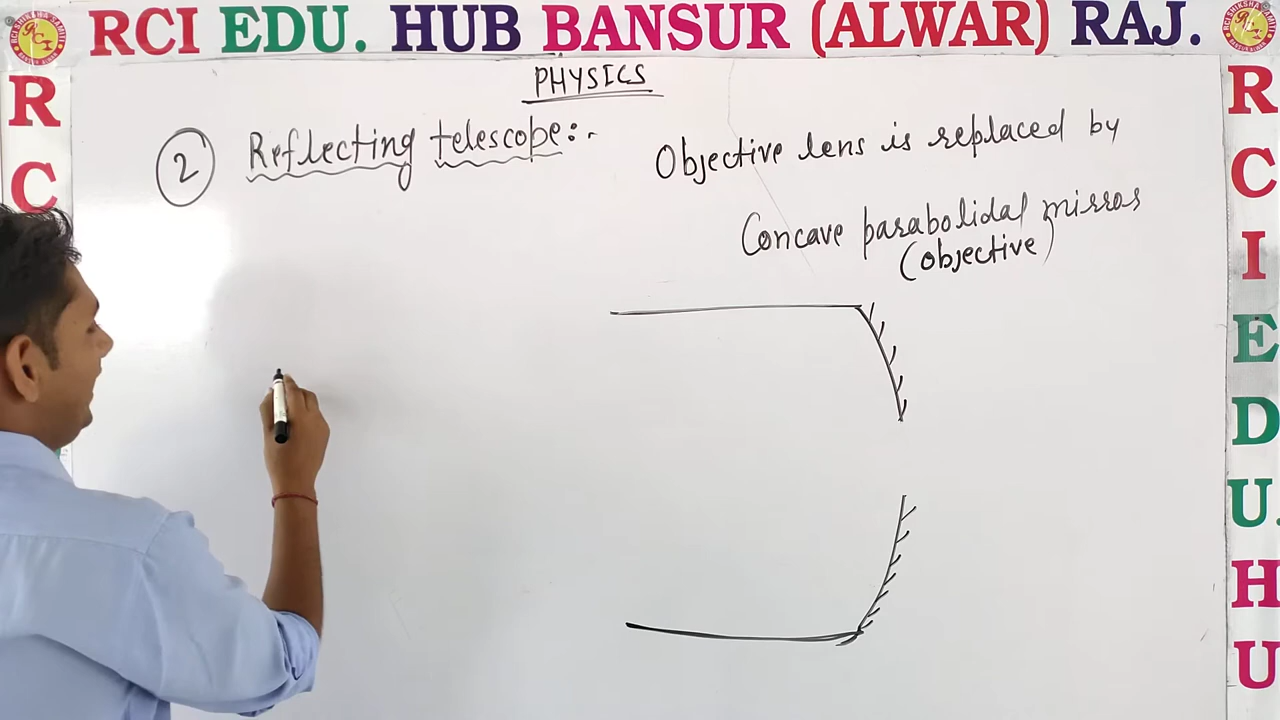 RCI EDU. HUB BANSUR (ALWAR) RAJ.
PHYSICS
2 Reflecting telescope:-
Objective lens is replaced by
Concave parabolidal mirror
(objective)
R
C
R
C
I
E
D
U.
H
U